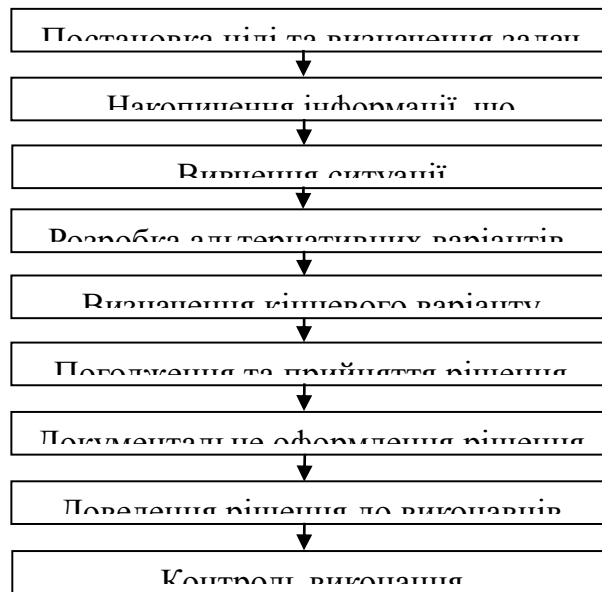 Постановка цілі та визначення задач
Накопичення інформації, що
Вивчення ситуації
Розробка альтернативних варіантів
Визначення кінцевого варіанту
Погодження та прийняття рішення
Документальне оформлення рішення
Доведення рішення до виконавців
Контроль виконання